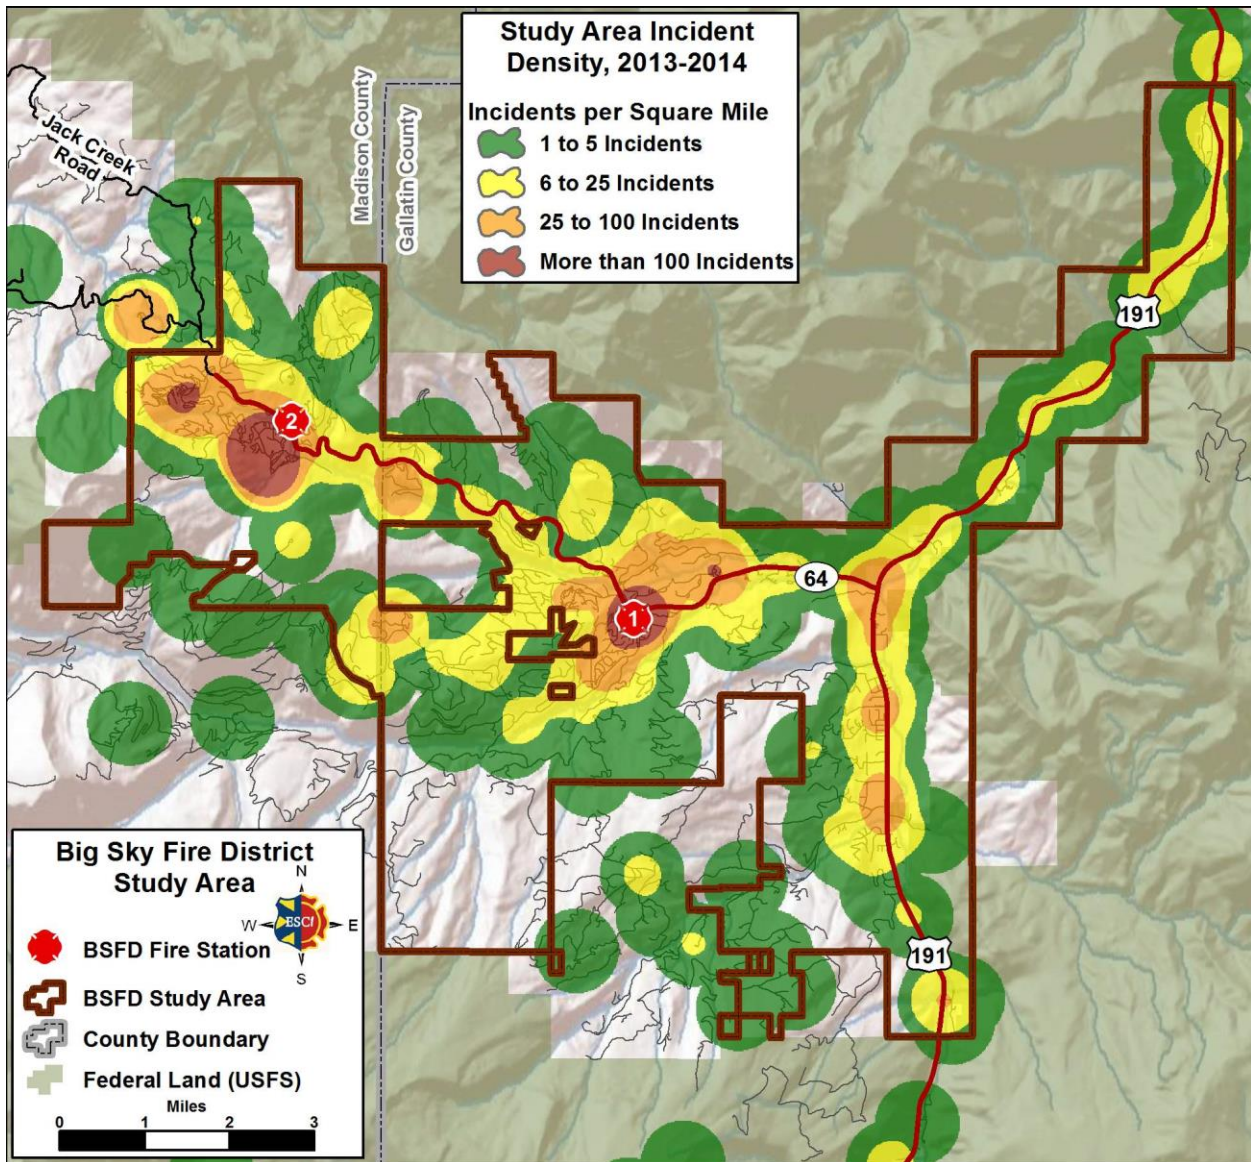 Study Area Incident
Density, 2013-2014
Incidents per Square Mile
1 to 5 Incidents
6 to 25 Incidents
25 to 100 Incidents
More than 100 Incidents
Madison County
Gallatin County
Jack Creek
Road
191
2
64
1
191
Big Sky Fire District
Study Area
N
W
ESCi
E
S
BSFD Fire Station
BSFD Study Area
County Boundary
Federal Land (USFS)
Miles
0 1 2 3